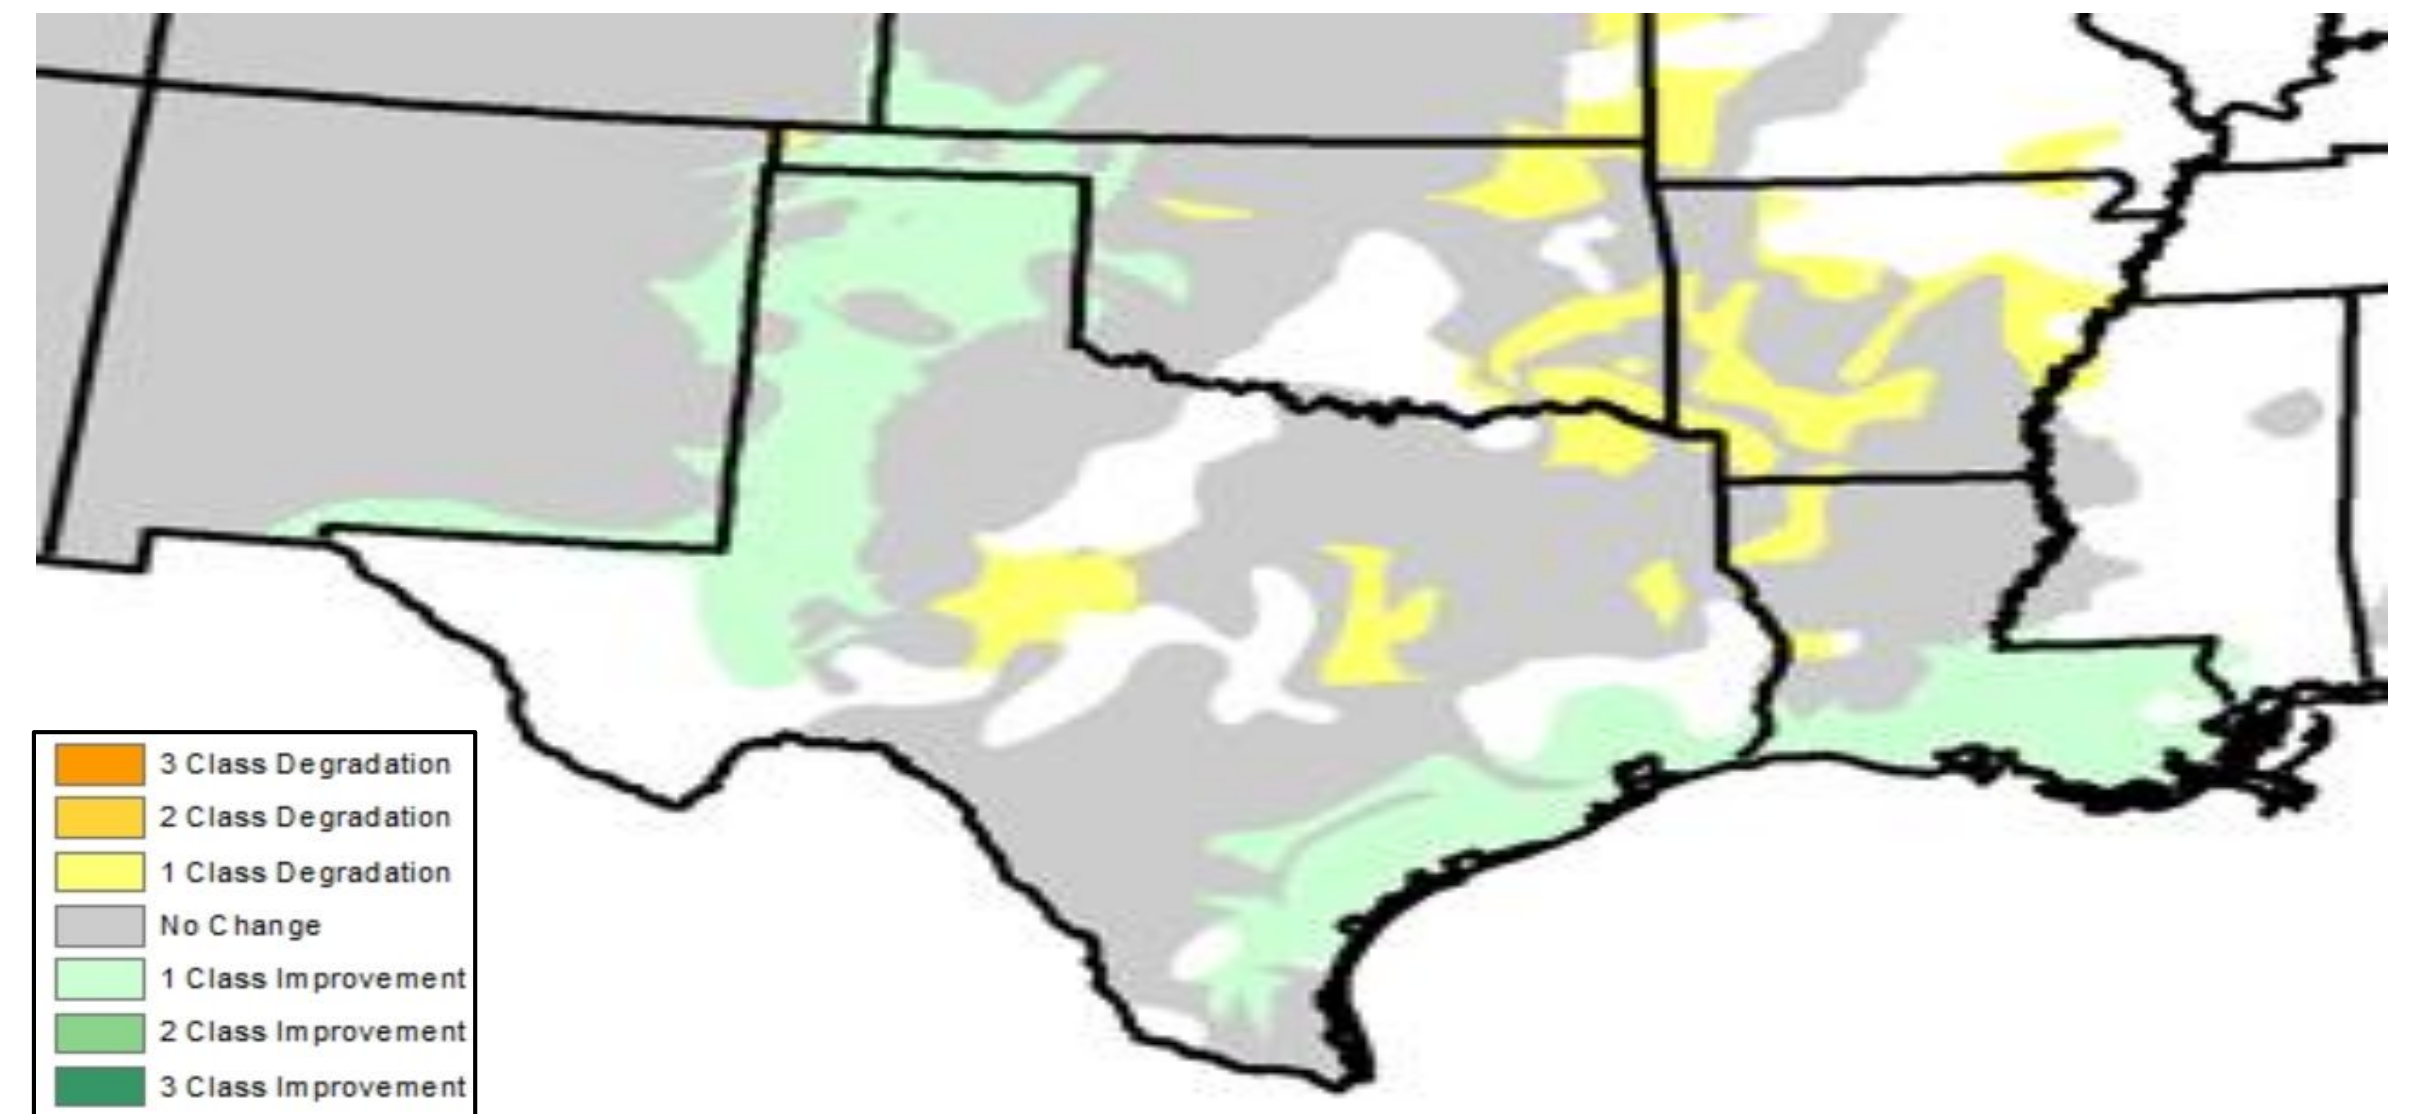 3 Class Degradation
2 Class Degradation
1 Class Degradation
No Change
1 Class Improvement
2 Class Improvement
3 Class Improvement